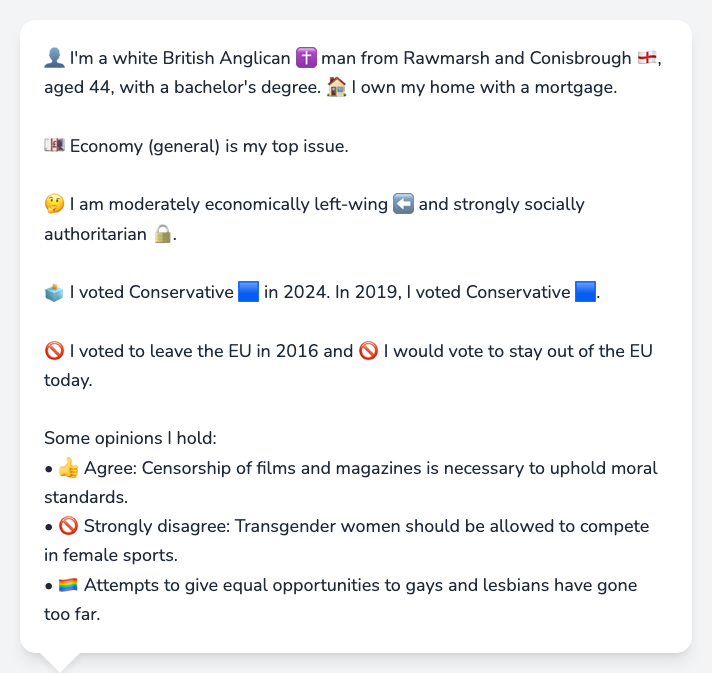 👤 I'm a white British Anglican ✝️ man from Rawmarsh and Conisbrough 🏴󠁧󠁢󠁥󠁮󠁧󠁿,
aged 44, with a bachelor's degree. 🏠 I own my home with a mortgage.
💷 Economy (general) is my top issue.
🤔 I am moderately economically left-wing ⬅️ and strongly socially
authoritarian 🔒.
🗳️ I voted Conservative 🟦 in 2024. In 2019, I voted Conservative 🟦.
🚫 I voted to leave the EU in 2016 and 🚫 I would vote to stay out of the EU
today.
Some opinions I hold:
• 👍 Agree: Censorship of films and magazines is necessary to uphold moral
standards.
• 🚫 Strongly disagree: Transgender women should be allowed to compete
in female sports.
• 🏳️‍🌈 Attempts to give equal opportunities to gays and lesbians have gone
too far.